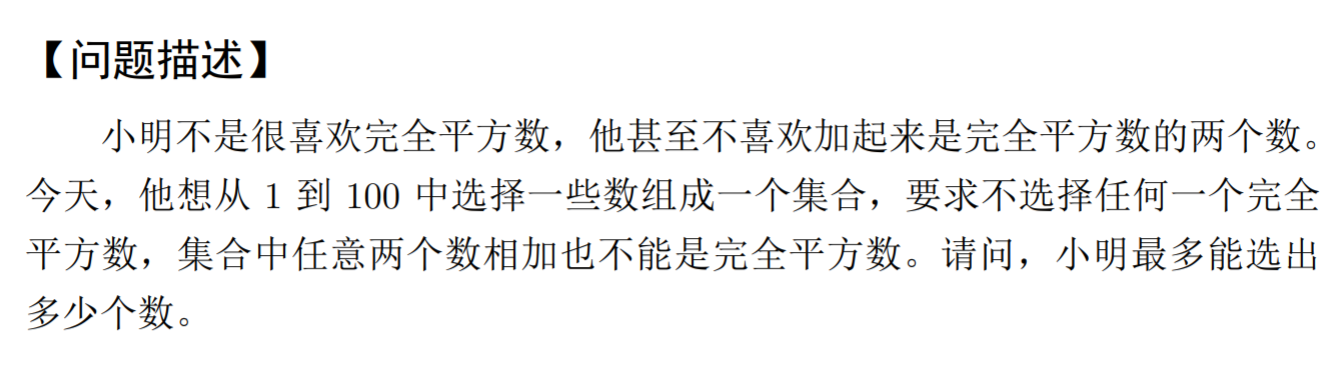 【问题描述】
小明不是很喜欢完全平方数，他甚至不喜欢加起来是完全平方数的两个数。
今天，他想从 1 到 100 中选择一些数组成一个集合，要求不选择任何一个完全
平方数，集合中任意两个数相加也不能是完全平方数。请问，小明最多能选出
多少个数。